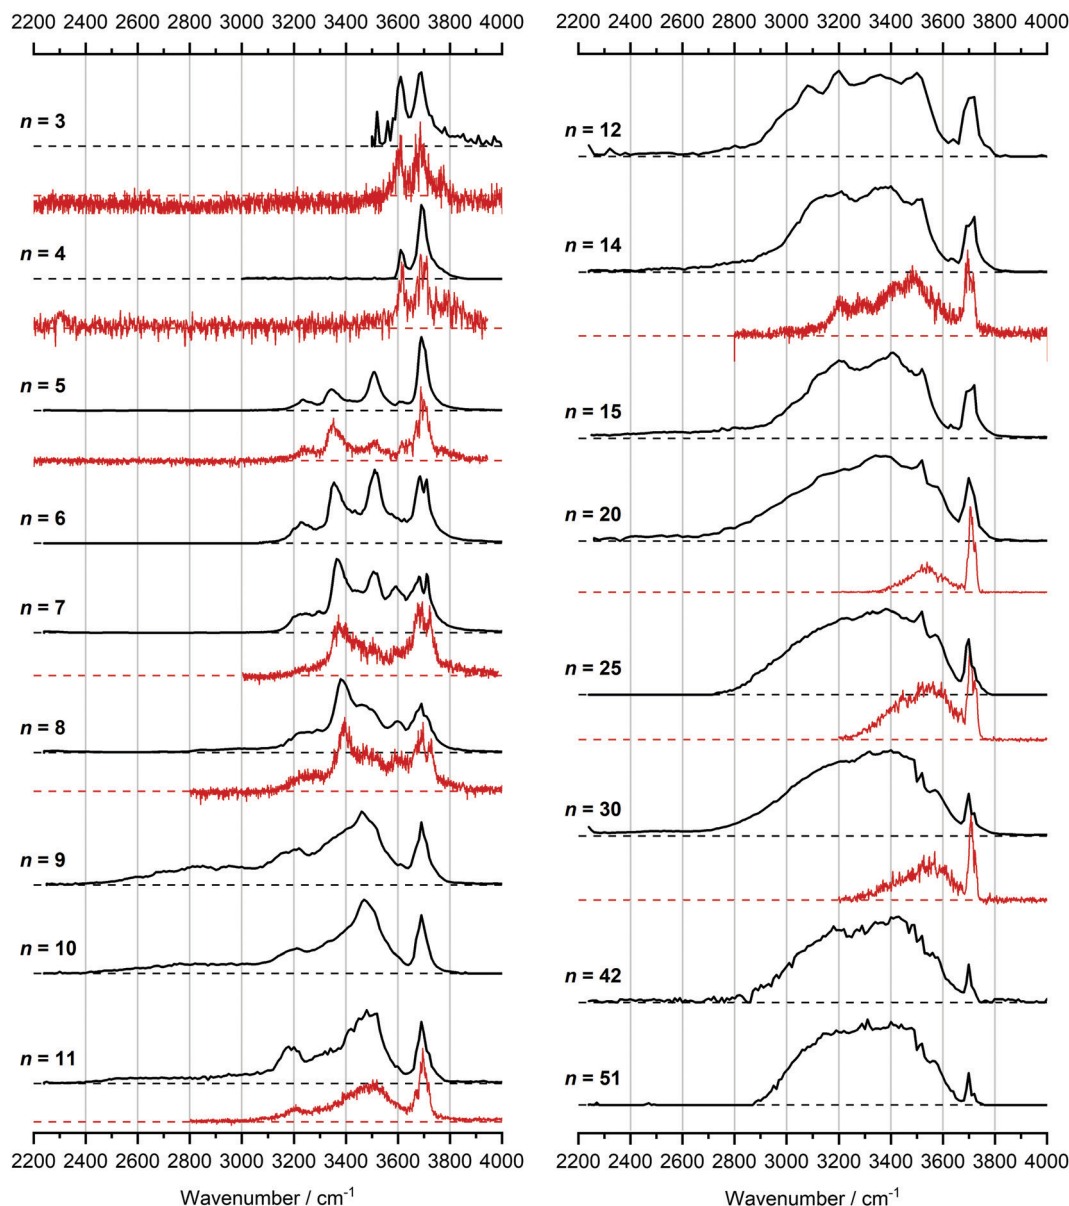 2200 2400 2600 2800 3000 3200 3400 3600 3800 4000
n = 3
n = 4
n = 5
n = 6
n = 7
n = 8
n = 9
n = 10
n = 11
2200 2400 2600 2800 3000 3200 3400 3600 3800 4000
Wavenumber / cm⁻¹
2200 2400 2600 2800 3000 3200 3400 3600 3800 4000
n = 12
n = 14
n = 15
n = 20
n = 25
n = 30
n = 42
n = 51
2200 2400 2600 2800 3000 3200 3400 3600 3800 4000
Wavenumber / cm⁻¹